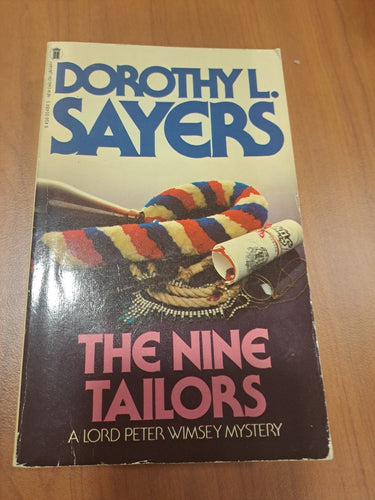 DOROTHY L.
SAYERS
THE NINE
TAILORS
A LORD PETER WIMSEY MYSTERY